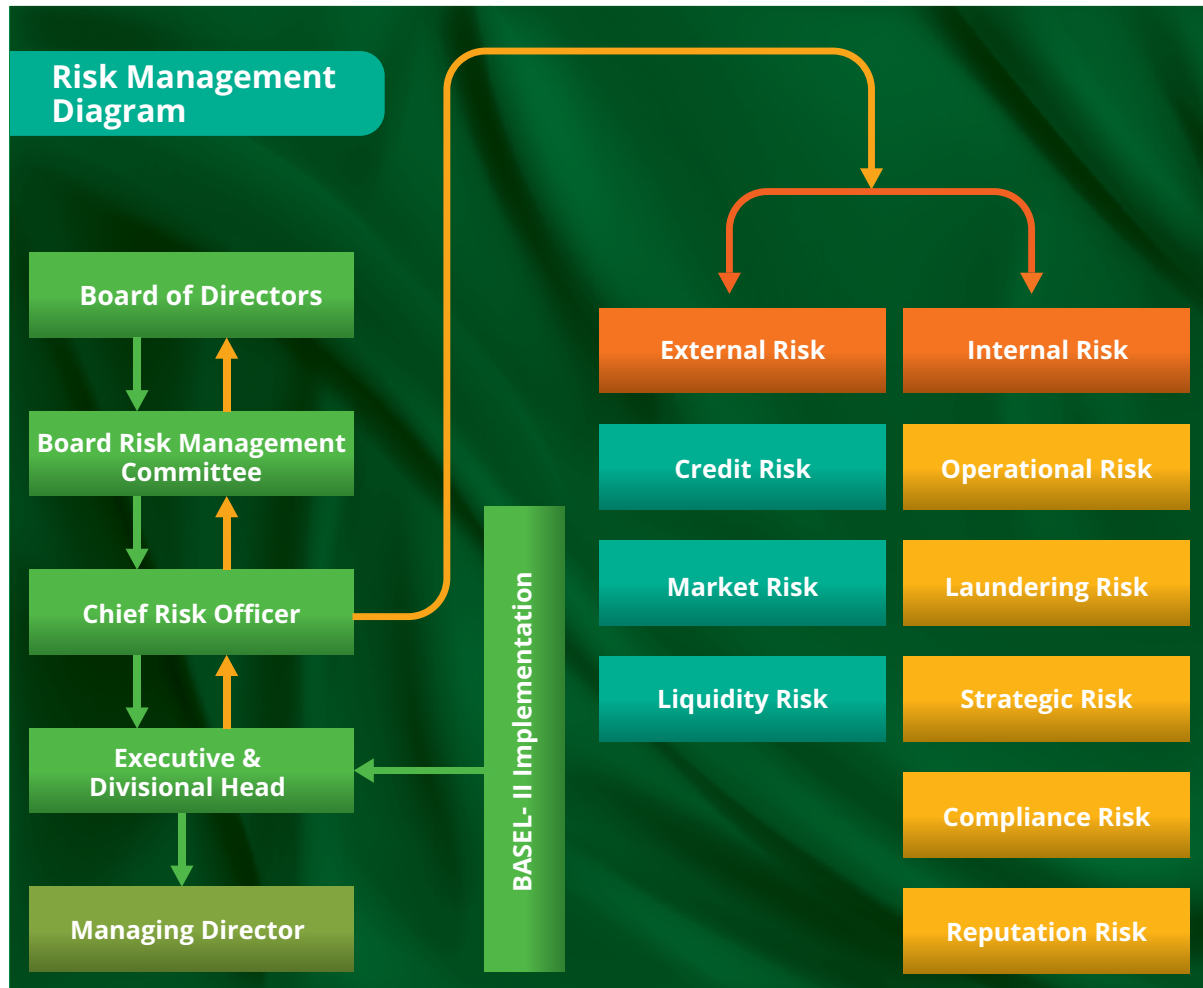 Risk Management
Diagram
Board of Directors
Board Risk Management
Committee
Chief Risk Officer
Executive &
Divisional Head
Managing Director
BASEL- II Implementation
External Risk
Internal Risk
Credit Risk
Operational Risk
Market Risk
Laundering Risk
Liquidity Risk
Strategic Risk
Compliance Risk
Reputation Risk